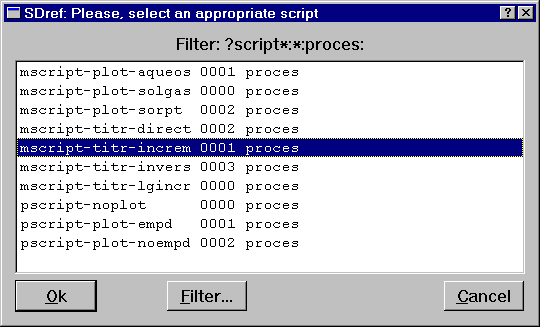 SDref: Please, select an appropriate script
Filter: ?script*:*:proces:
mscript-plot-aqueos 0001 proces
mscript-plot-solgas 0000 proces
mscript-plot-sorpt 0002 proces
mscript-titr-direct 0002 proces
mscript-titr-increm 0001 proces
mscript-titr-invers 0003 proces
mscript-titr-lgincr 0000 proces
pscript-noplot 0000 proces
pscript-plot-empd 0001 proces
pscript-plot-noempd 0002 proces
Ok Filter... Cancel